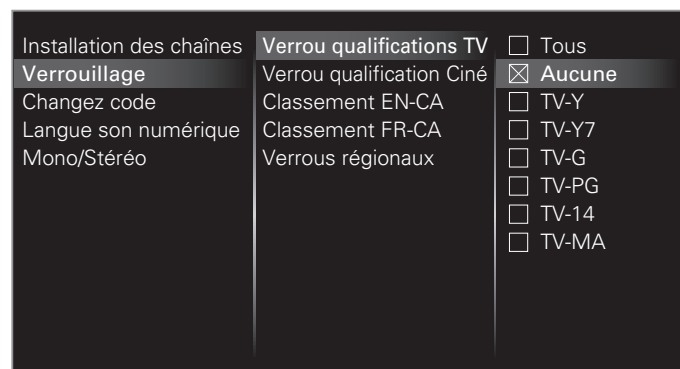 Installation des chaînes
Verrouillage
Changez code
Langue son numérique
Mono/Stéréo
Verrou qualifications TV
Verrou qualification Ciné
Classement EN-CA
Classement FR-CA
Verrous régionaux
Tous
Aucune
TV-Y
TV-Y7
TV-G
TV-PG
TV-14
TV-MA